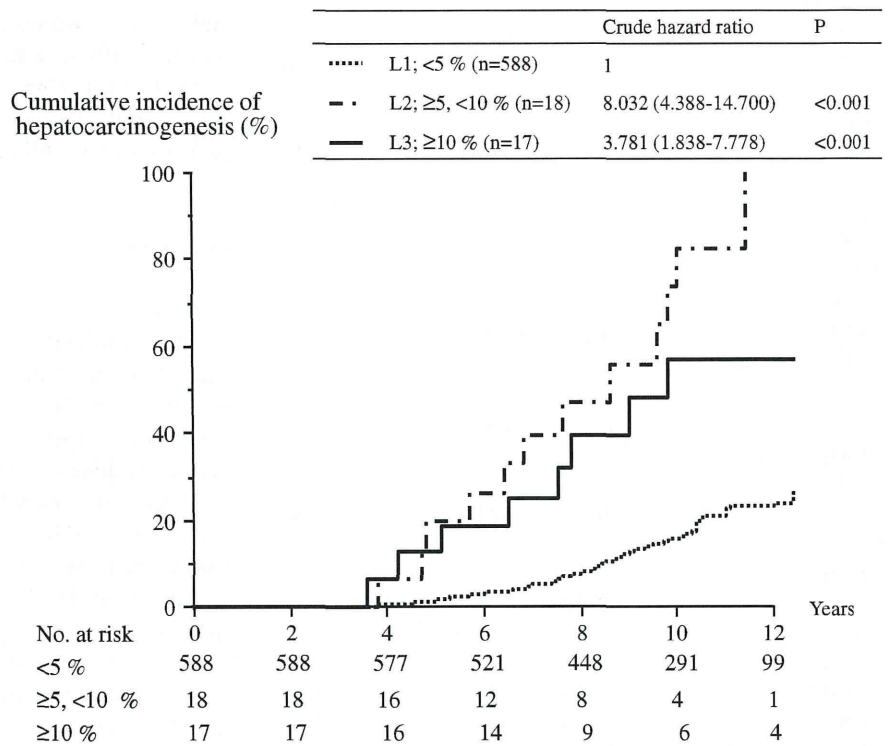 Crude hazard ratio P
L1; <5 % (n=588) 1
L2; ≥5, <10 % (n=18) 8.032 (4.388-14.700) <0.001
L3; ≥10 % (n=17) 3.781 (1.838-7.778) <0.001
Cumulative incidence of
hepatocarcinogenesis (%)
100
80
60
40
20
0
Years
No. at risk 0 2 4 6 8 10 12
<5 % 588 588 577 521 448 291 99
≥5, <10 % 18 18 16 12 8 4 1
≥10 % 17 17 16 14 9 6 4